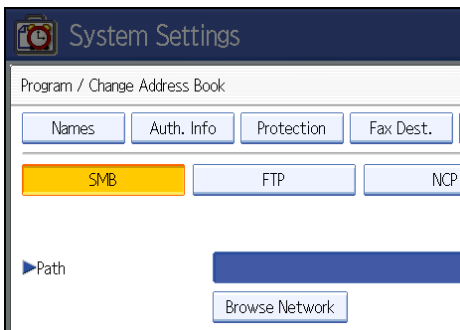 System Settings
Program / Change Address Book
Names Auth. Info Protection Fax Dest.
SMB FTP NCP
▶Path
Browse Network